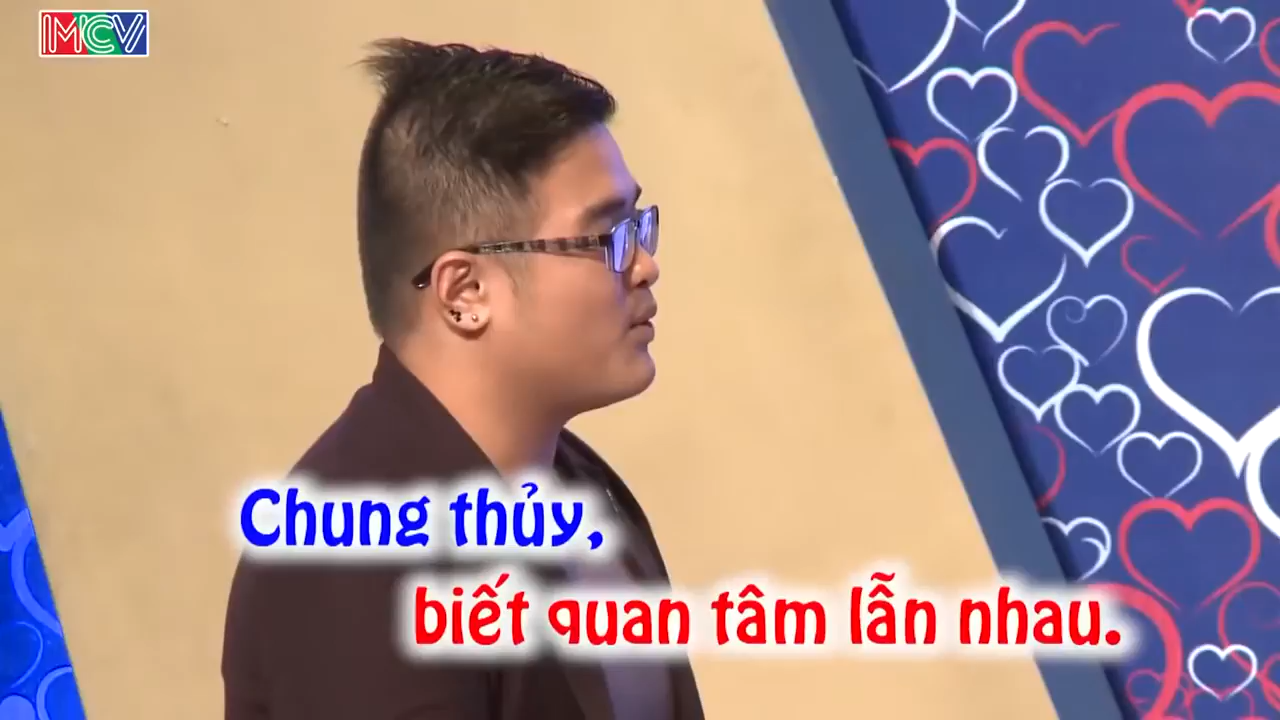 MCV
Chung thủy,
biết quan tâm lẫn nhau.